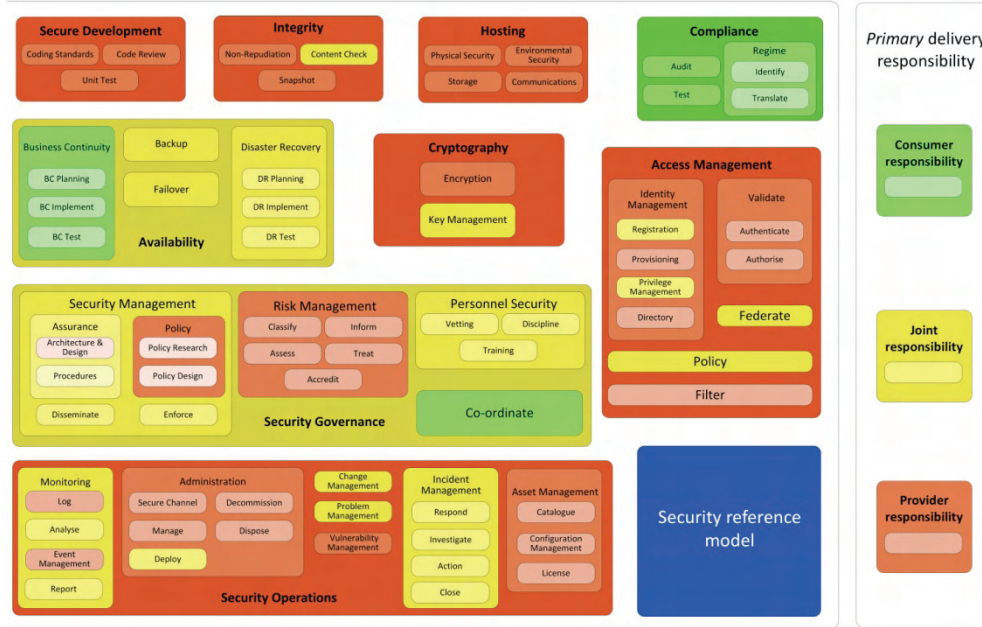 Secure Development
Coding Standards
Code Review
Unit Test
Integrity
Non-Repudiation
Content Check
Snapshot
Hosting
Physical Security
Environmental
Security
Storage
Communications
Compliance
Audit
Test
Regime
Identify
Translate
Business Continuity
BC Planning
BC Implement
BC Test
Backup
Failover
Disaster Recovery
DR Planning
DR Implement
DR Test
Availability
Cryptography
Encryption
Key Management
Access Management
Identity
Management
Registration
Provisioning
Privilege
Management
Directory
Validate
Authenticate
Authorise
Federate
Policy
Filter
Security Management
Assurance
Architecture &
Design
Procedures
Disseminate
Policy
Policy Research
Policy Design
Enforce
Risk Management
Classify
Inform
Assess
Treat
Accredit
Personnel Security
Vetting
Discipline
Training
Security Governance
Co-ordinate
Monitoring
Log
Analyse
Event
Management
Report
Administration
Secure Channel
Decommission
Manage
Dispose
Deploy
Change
Management
Problem
Management
Vulnerability
Management
Incident
Management
Respond
Investigate
Action
Close
Asset Management
Catalogue
Configuration
Management
License
Security Operations
Security reference
model
Primary delivery
responsibility
Consumer
responsibility
Joint
responsibility
Provider
responsibility